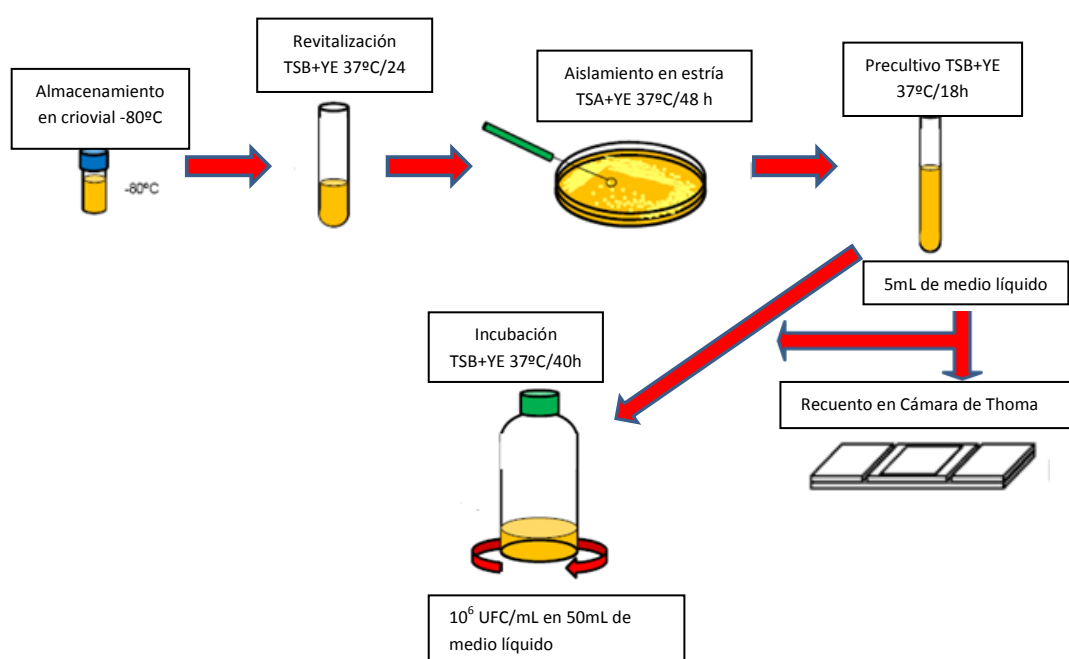 Almacenamiento
en criovial -80ºC
-80ºC
Revitalización
TSB+YE 37ºC/24
Aislamiento en estría
TSA+YE 37ºC/48 h
Precultivo TSB+YE
37ºC/18h
5mL de medio líquido
Recuento en Cámara de Thoma
Incubación
TSB+YE 37ºC/40h
10⁶ UFC/mL en 50mL de
medio líquido